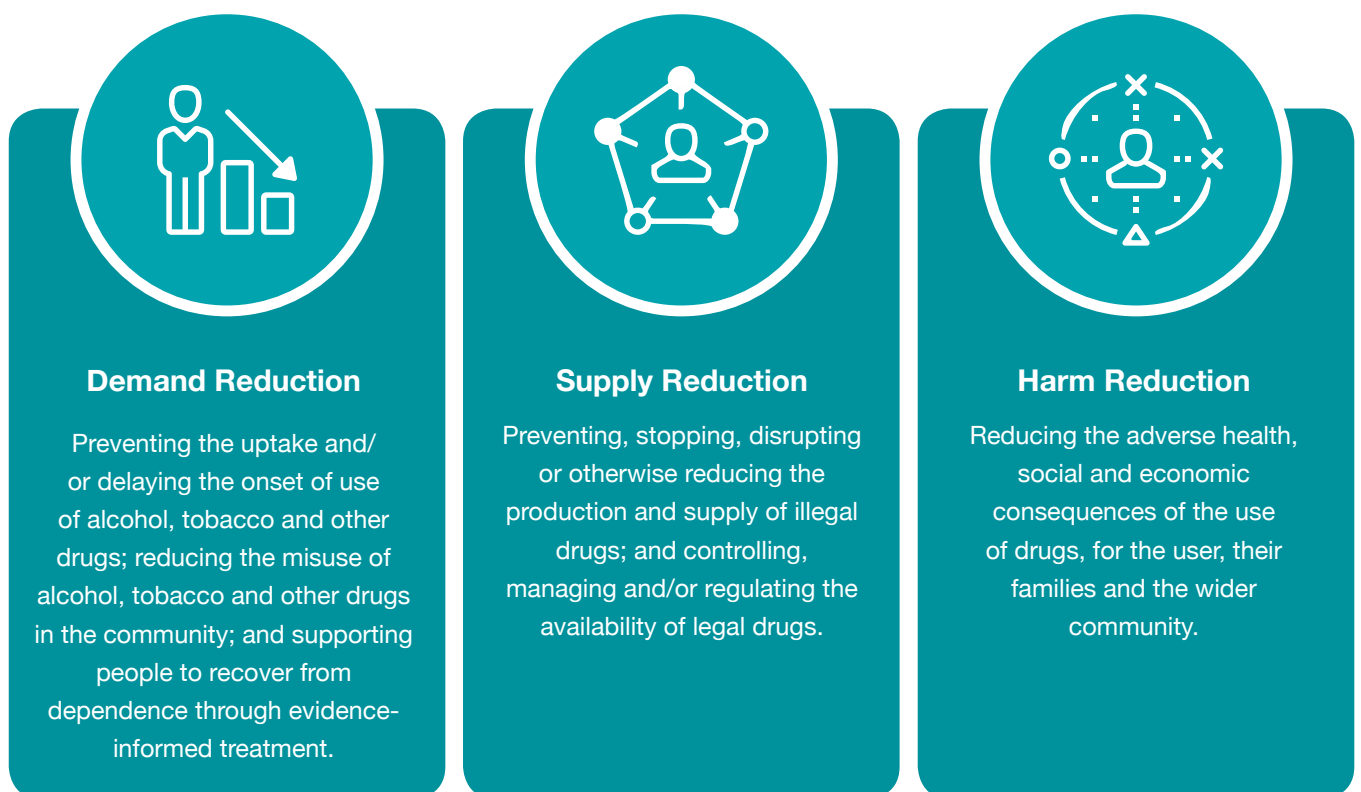 Demand Reduction
Preventing the uptake and/
or delaying the onset of use
of alcohol, tobacco and other
drugs; reducing the misuse of
alcohol, tobacco and other drugs
in the community; and supporting
people to recover from
dependence through evidence-
informed treatment.
Supply Reduction
Preventing, stopping, disrupting
or otherwise reducing the
production and supply of illegal
drugs; and controlling,
managing and/or regulating the
availability of legal drugs.
Harm Reduction
Reducing the adverse health,
social and economic
consequences of the use
of drugs, for the user, their
families and the wider
community.